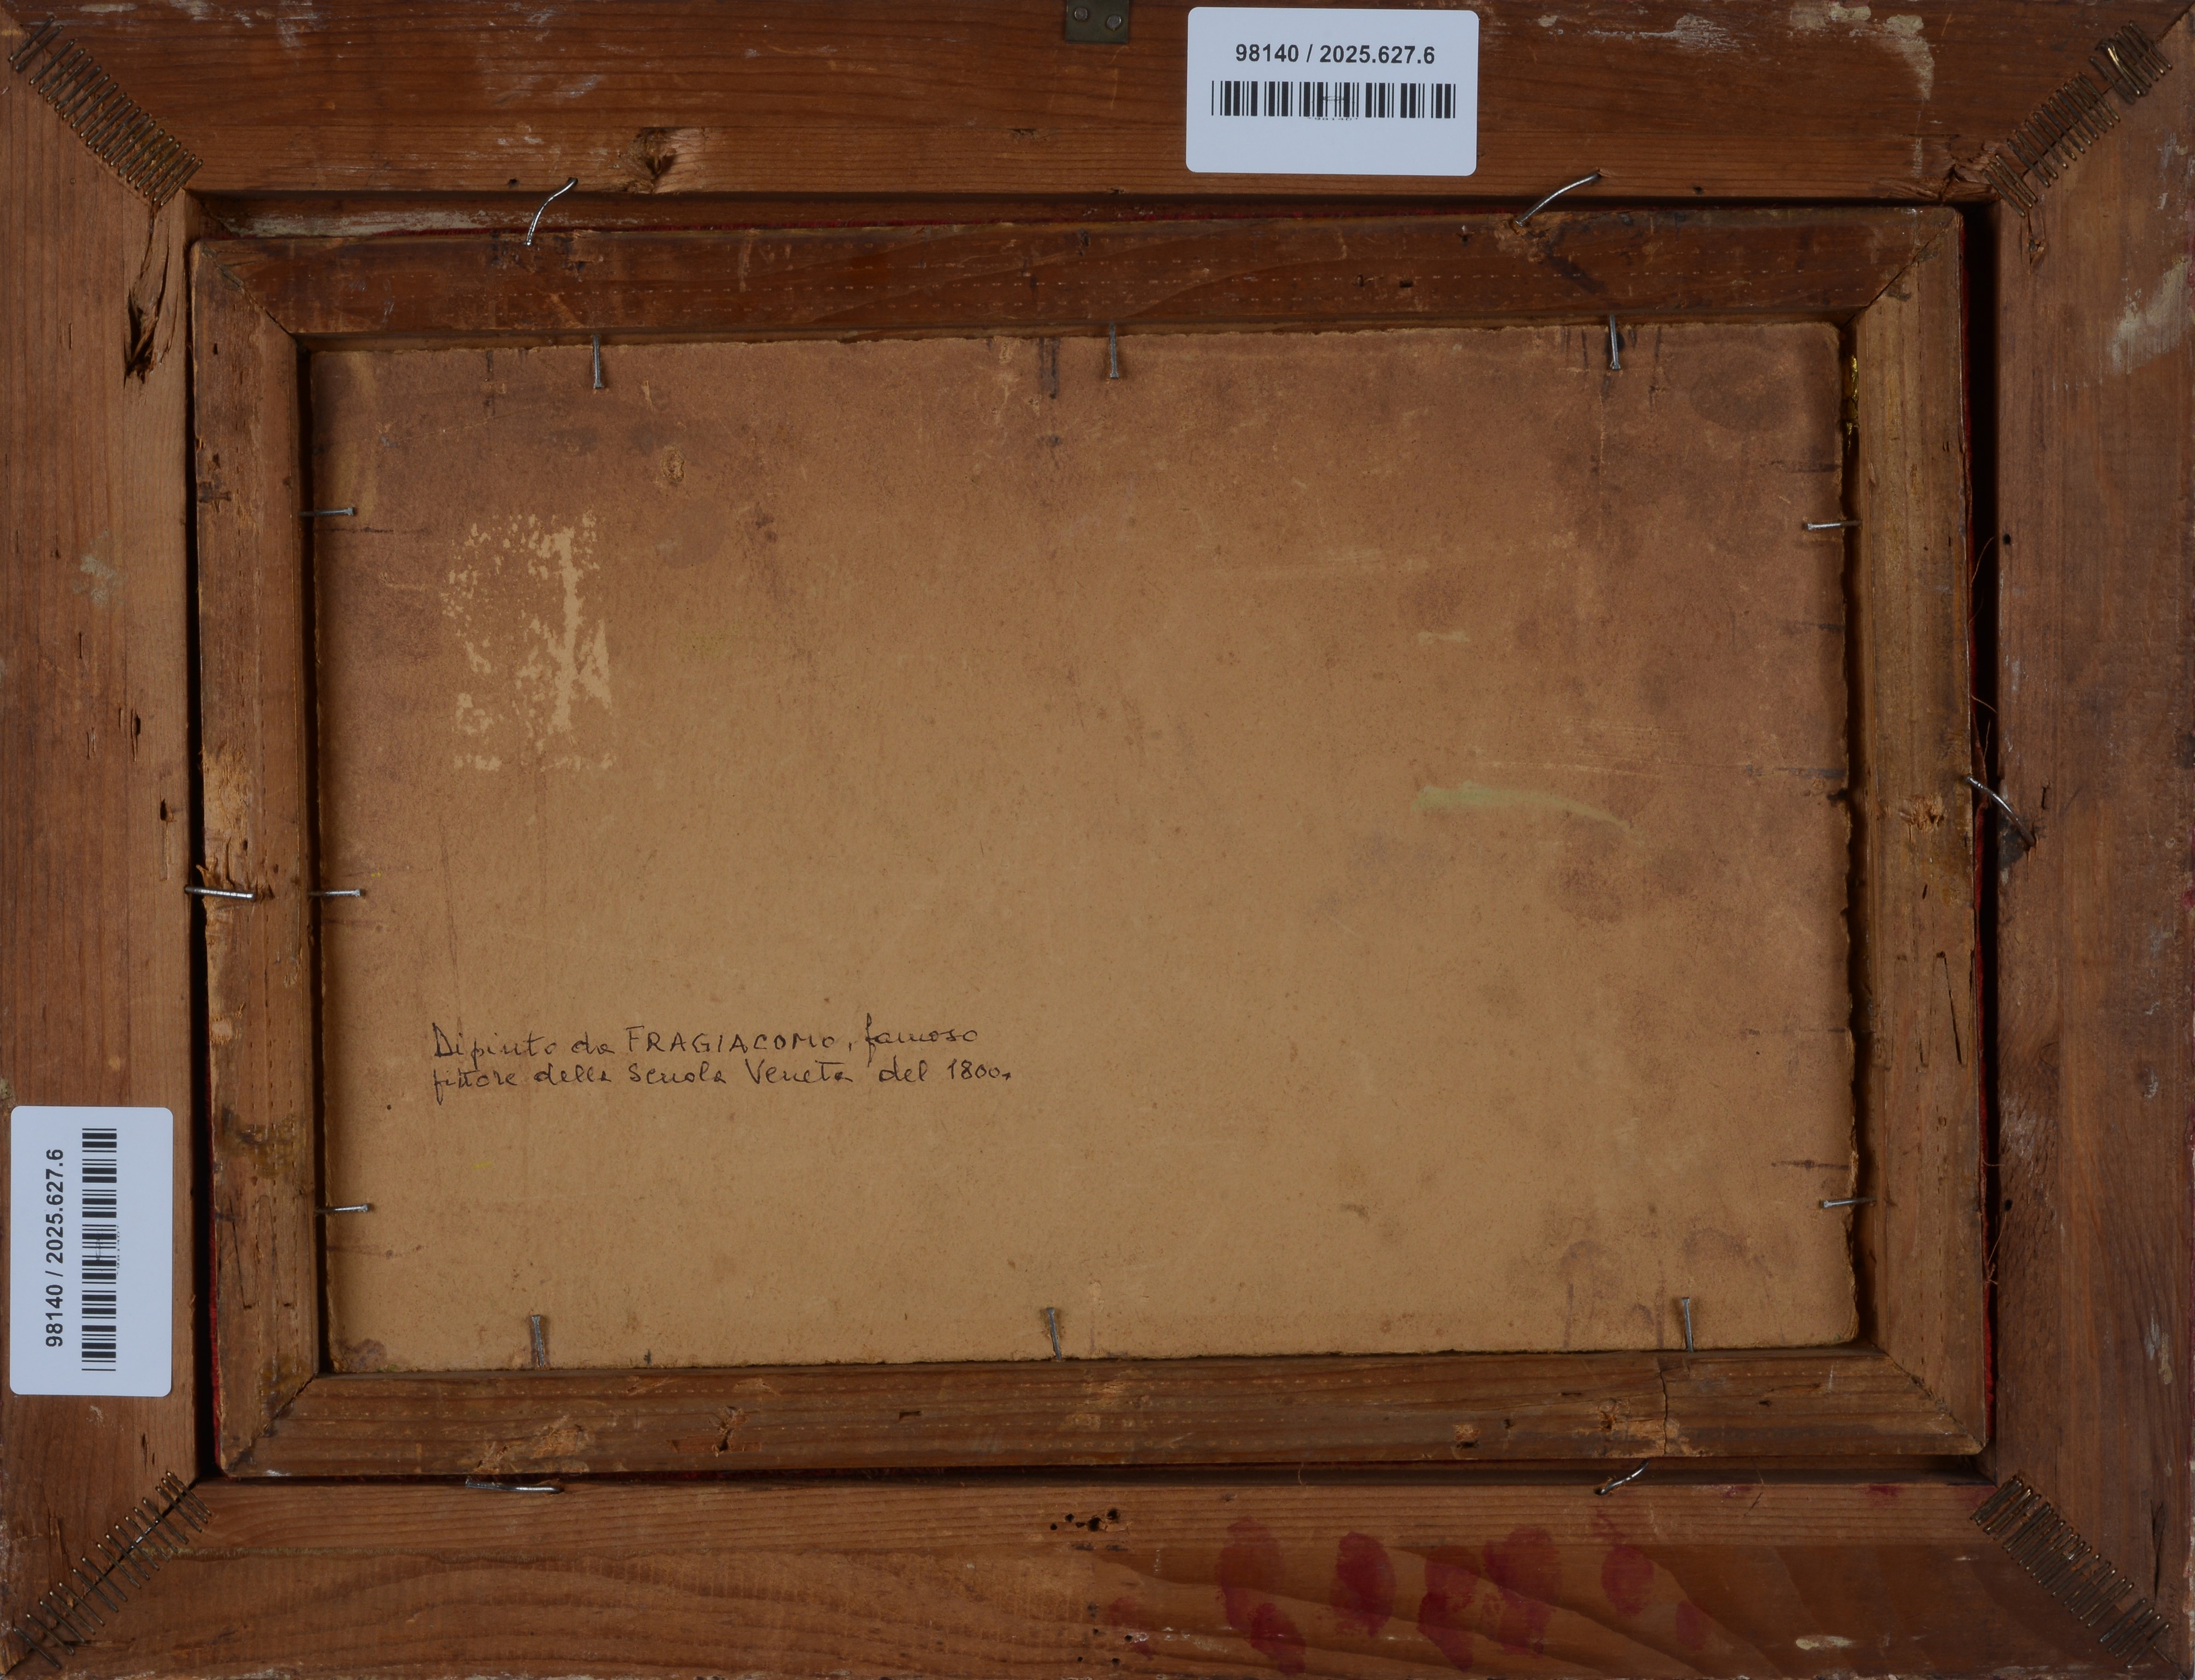 98140 / 2025.627.6
Dipinto da FRAGIACOMO, famoso
pittore della Scuola Veneta del 1800.
98140 / 2025.627.6